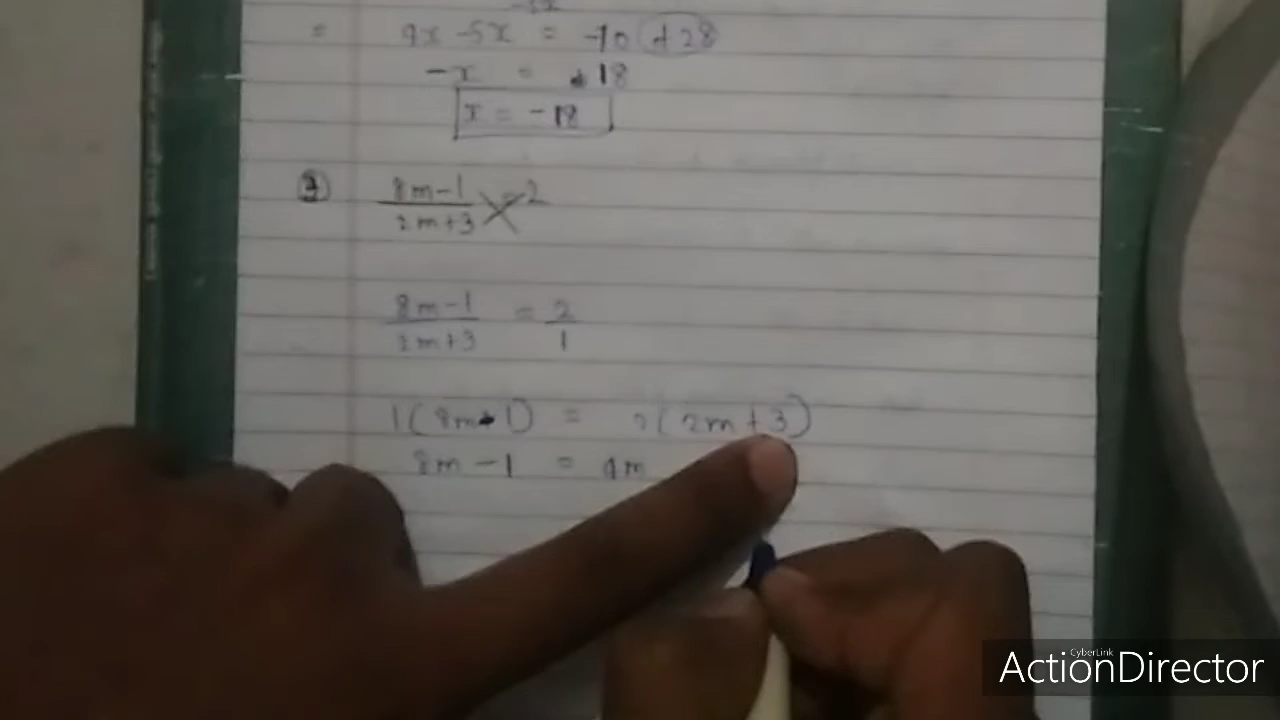 = 9x -5x = -10 +28
-x = +18
x = -18
3 8m-1
2m+3 = 2
8m-1
2m+3 = 2
1
1(8m-1) = 2(2m+3)
8m -1 = 4m
CyberLink
ActionDirector